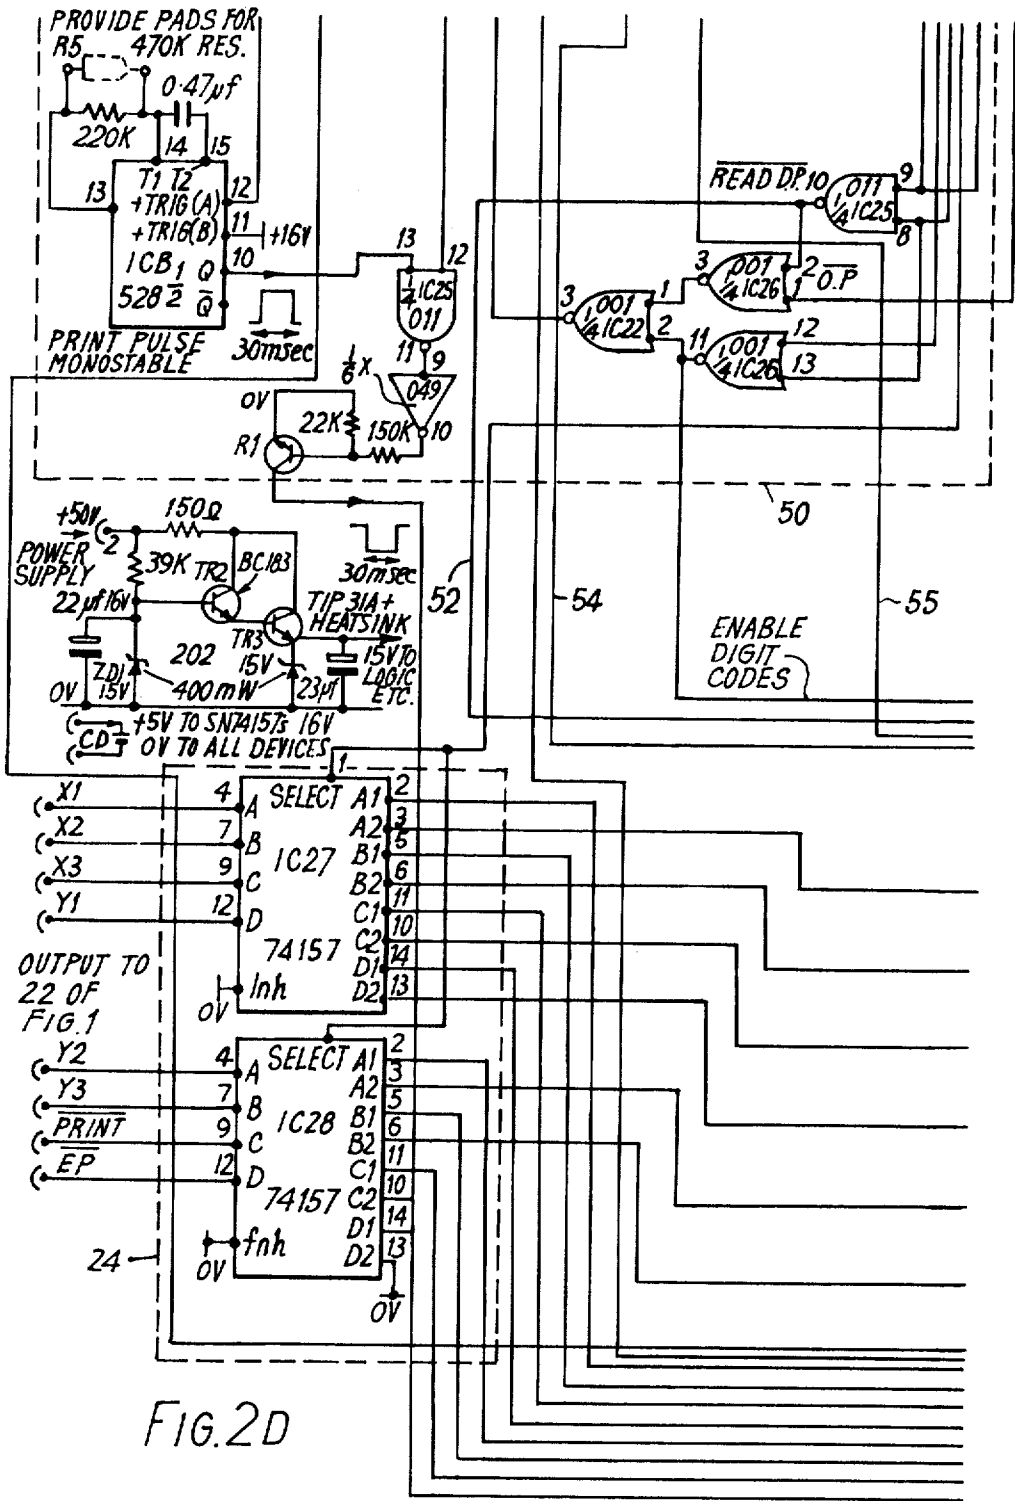 PROVIDE PADS FOR
R5 470K RES.
0.47µf
220K
14 15
13 T1 T2 12
+TRIG (A)
+TRIG(B) 11 +16V
ICB1 Q 10
528 1/2 Q̅
PRINT PULSE
MONOSTABLE
30msec
13 12
1/4 IC25
011
11 9
1/6 X
049
10
0V
22K 150K
R1
READ D.P. 10
011
1/4 IC25
9
8
3 001 2 O.P
1/4 IC26 1
3 001 1
1/4 IC22 2
11 001 12
1/4 IC26 13
50
+50V 2
150Ω
POWER
SUPPLY
39K TR2 BC183
30msec
22µf 16V
TIP 31A+
HEATSINK
TR3
202 15V
ZD1
15V
400mW
23µf
15V TO
LOGIC
ETC.
0V
52
54
55
ENABLE
DIGIT
CODES
CD
+5V TO SN74157s 16V
0V TO ALL DEVICES
1
X1 4 A SELECT A1 2
A2 3
X2 7 B B1 5
IC27
X3 9 C B2 6
Y1 12 D C1 11
74157 C2 10
D1 14
Inh D2 13
0V
OUTPUT TO
22 OF
FIG.1
Y2 4 A SELECT A1 2
A2 3
Y3 7 B B1 5
IC28
PRINT 9 C B2 6
EP 12 D C1 11
74157 C2 10
D1 14
fnh D2 13
0V
0V
24
FIG.2D